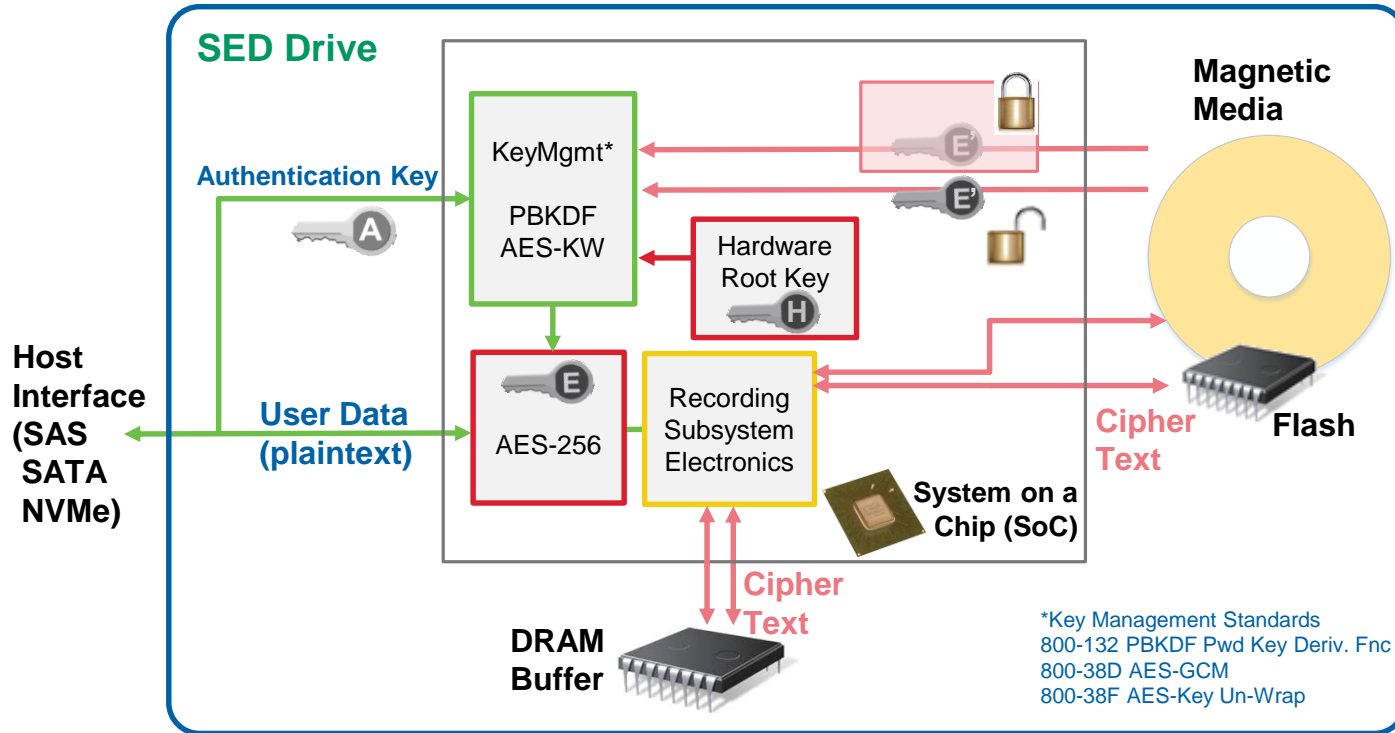 SED Drive
Magnetic
Media
KeyMgmt*
PBKDF
AES-KW
Authentication Key
A
E'
E'
Hardware
Root Key
H
Host
Interface
(SAS
SATA
NVMe)
User Data
(plaintext)
E
AES-256
Recording
Subsystem
Electronics
Cipher
Text
Flash
System on a
Chip (SoC)
Cipher
Text
DRAM
Buffer
*Key Management Standards
800-132 PBKDF Pwd Key Deriv. Fnc
800-38D AES-GCM
800-38F AES-Key Un-Wrap